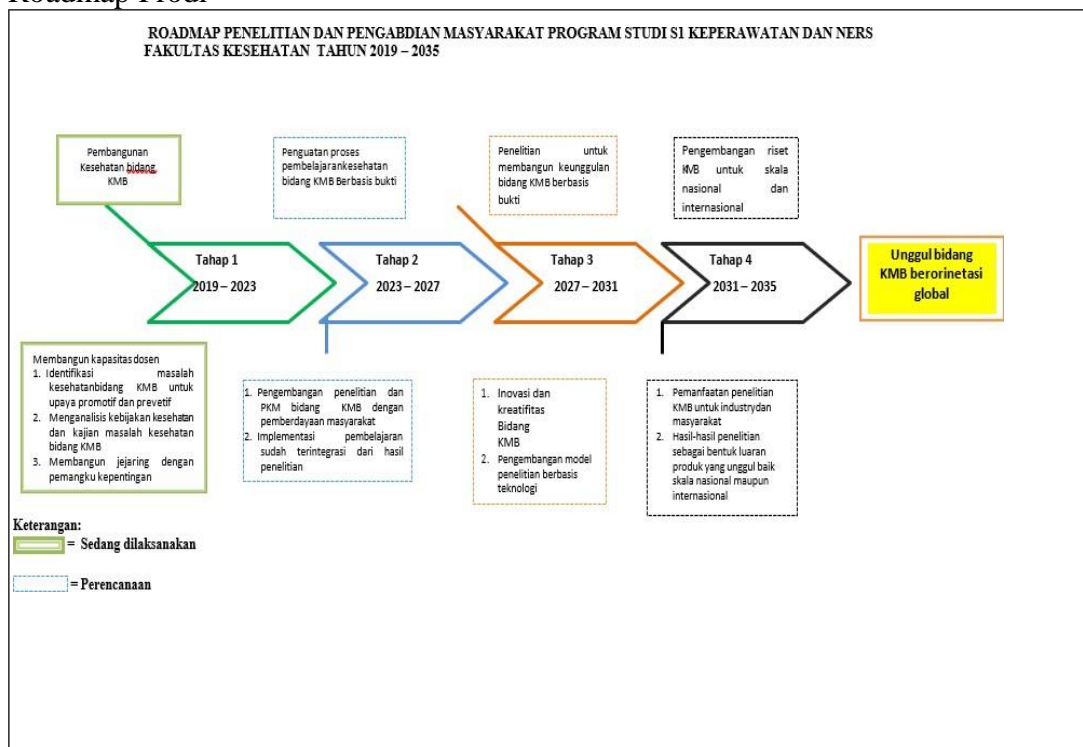 Roadmap Prodi
ROADMAP PENELITIAN DAN PENGABDIAN MASYARAKAT PROGRAM STUDI S1 KEPERAWATAN DAN NERS
FAKULTAS KESEHATAN TAHUN 2019 – 2035
Pembangunan
Kesehatan bidang
KMB
Penguatan proses
pembelajarankesehatan
bidang KMB Berbasis bukti
Penelitian untuk
membangun keunggulan
bidang KMB berbasis
bukti
Pengembangan riset
KMB untuk skala
nasional dan
internasional
Tahap 1
2019 – 2023
Tahap 2
2023 – 2027
Tahap 3
2027 – 2031
Tahap 4
2031 – 2035
Unggul bidang
KMB berorinetasi
global
Membangun kapasitas dosen
1. Identifikasi masalah
kesehatanbidang KMB untuk
upaya promotif dan prevetif
2. Menganalisis kebijakan kesehatan
dan kajian masalah kesehatan
bidang KMB
3. Membangun jejaring dengan
pemangku kepentingan
1. Pengembangan penelitian dan
PKM bidang KMB dengan
pemberdayaan masyarakat
2. Implementasi pembelajaran
sudah terintegrasi dari hasil
penelitian
1. Inovasi dan
kreatifitas
Bidang
KMB
2. Pengembangan model
penelitian berbasis
teknologi
1. Pemanfaatan penelitian
KMB untuk industrydan
masyarakat
2. Hasil-hasil penelitian
sebagai bentuk luaran
produk yang unggul baik
skala nasional maupun
internasional
Keterangan:
= Sedang dilaksanakan
= Perencanaan